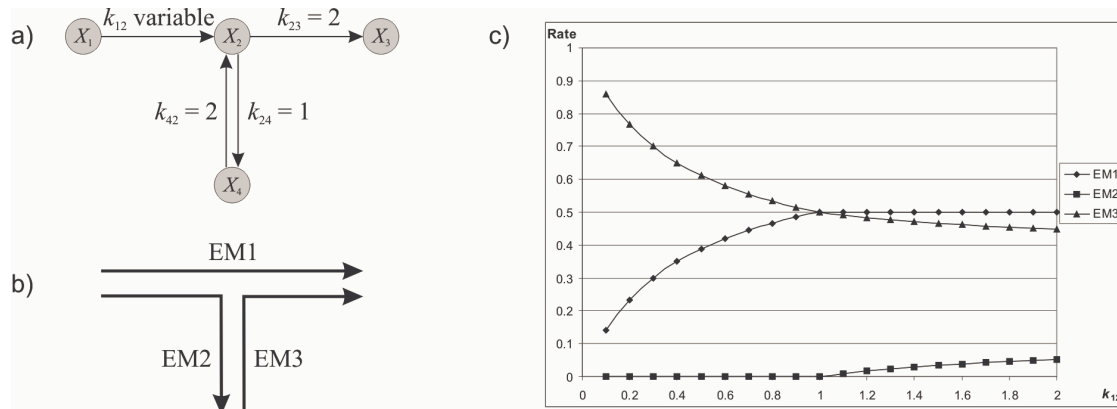 a)
X1
k12 variable
X2
k23 = 2
X3
k42 = 2
k24 = 1
X4
b)
EM1
EM2
EM3
c)
Rate
1
0.9
0.8
0.7
0.6
0.5
0.4
0.3
0.2
0.1
0
0.2 0.4 0.6 0.8 1 1.2 1.4 1.6 1.8 2
k12
EM1
EM2
EM3